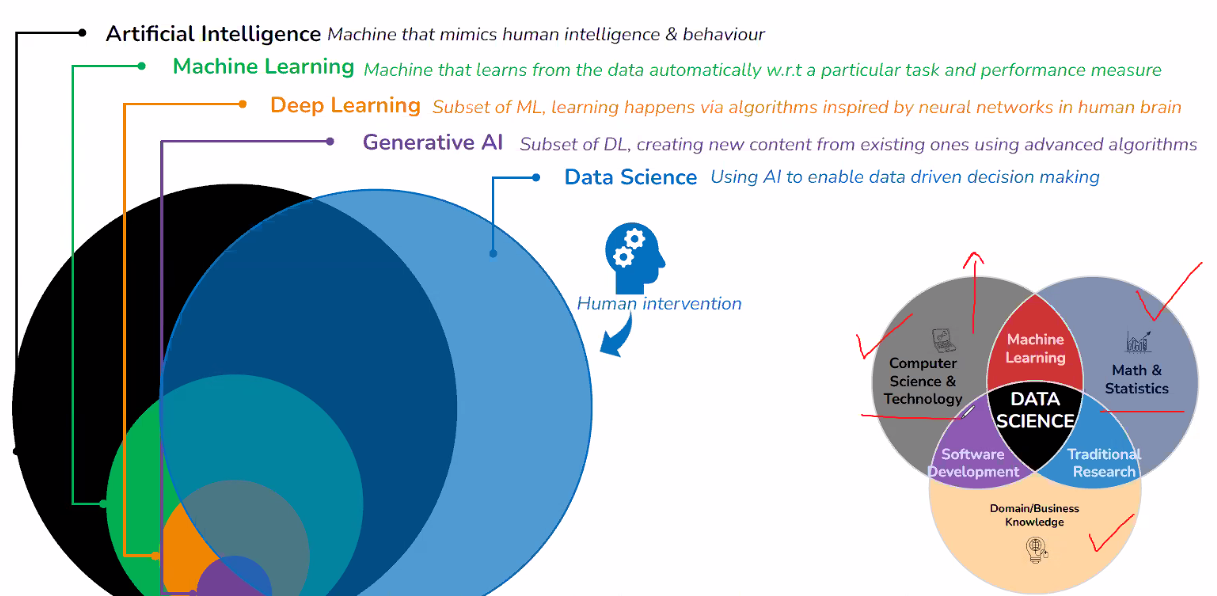 Artificial Intelligence Machine that mimics human intelligence & behaviour
Machine Learning Machine that learns from the data automatically w.r.t a particular task and performance measure
Deep Learning Subset of ML, learning happens via algorithms inspired by neural networks in human brain
Generative AI Subset of DL, creating new content from existing ones using advanced algorithms
Data Science Using AI to enable data driven decision making
Human intervention
Computer
Science &
Technology
Machine
Learning
Math &
Statistics
DATA
SCIENCE
Software
Development
Traditional
Research
Domain/Business
Knowledge